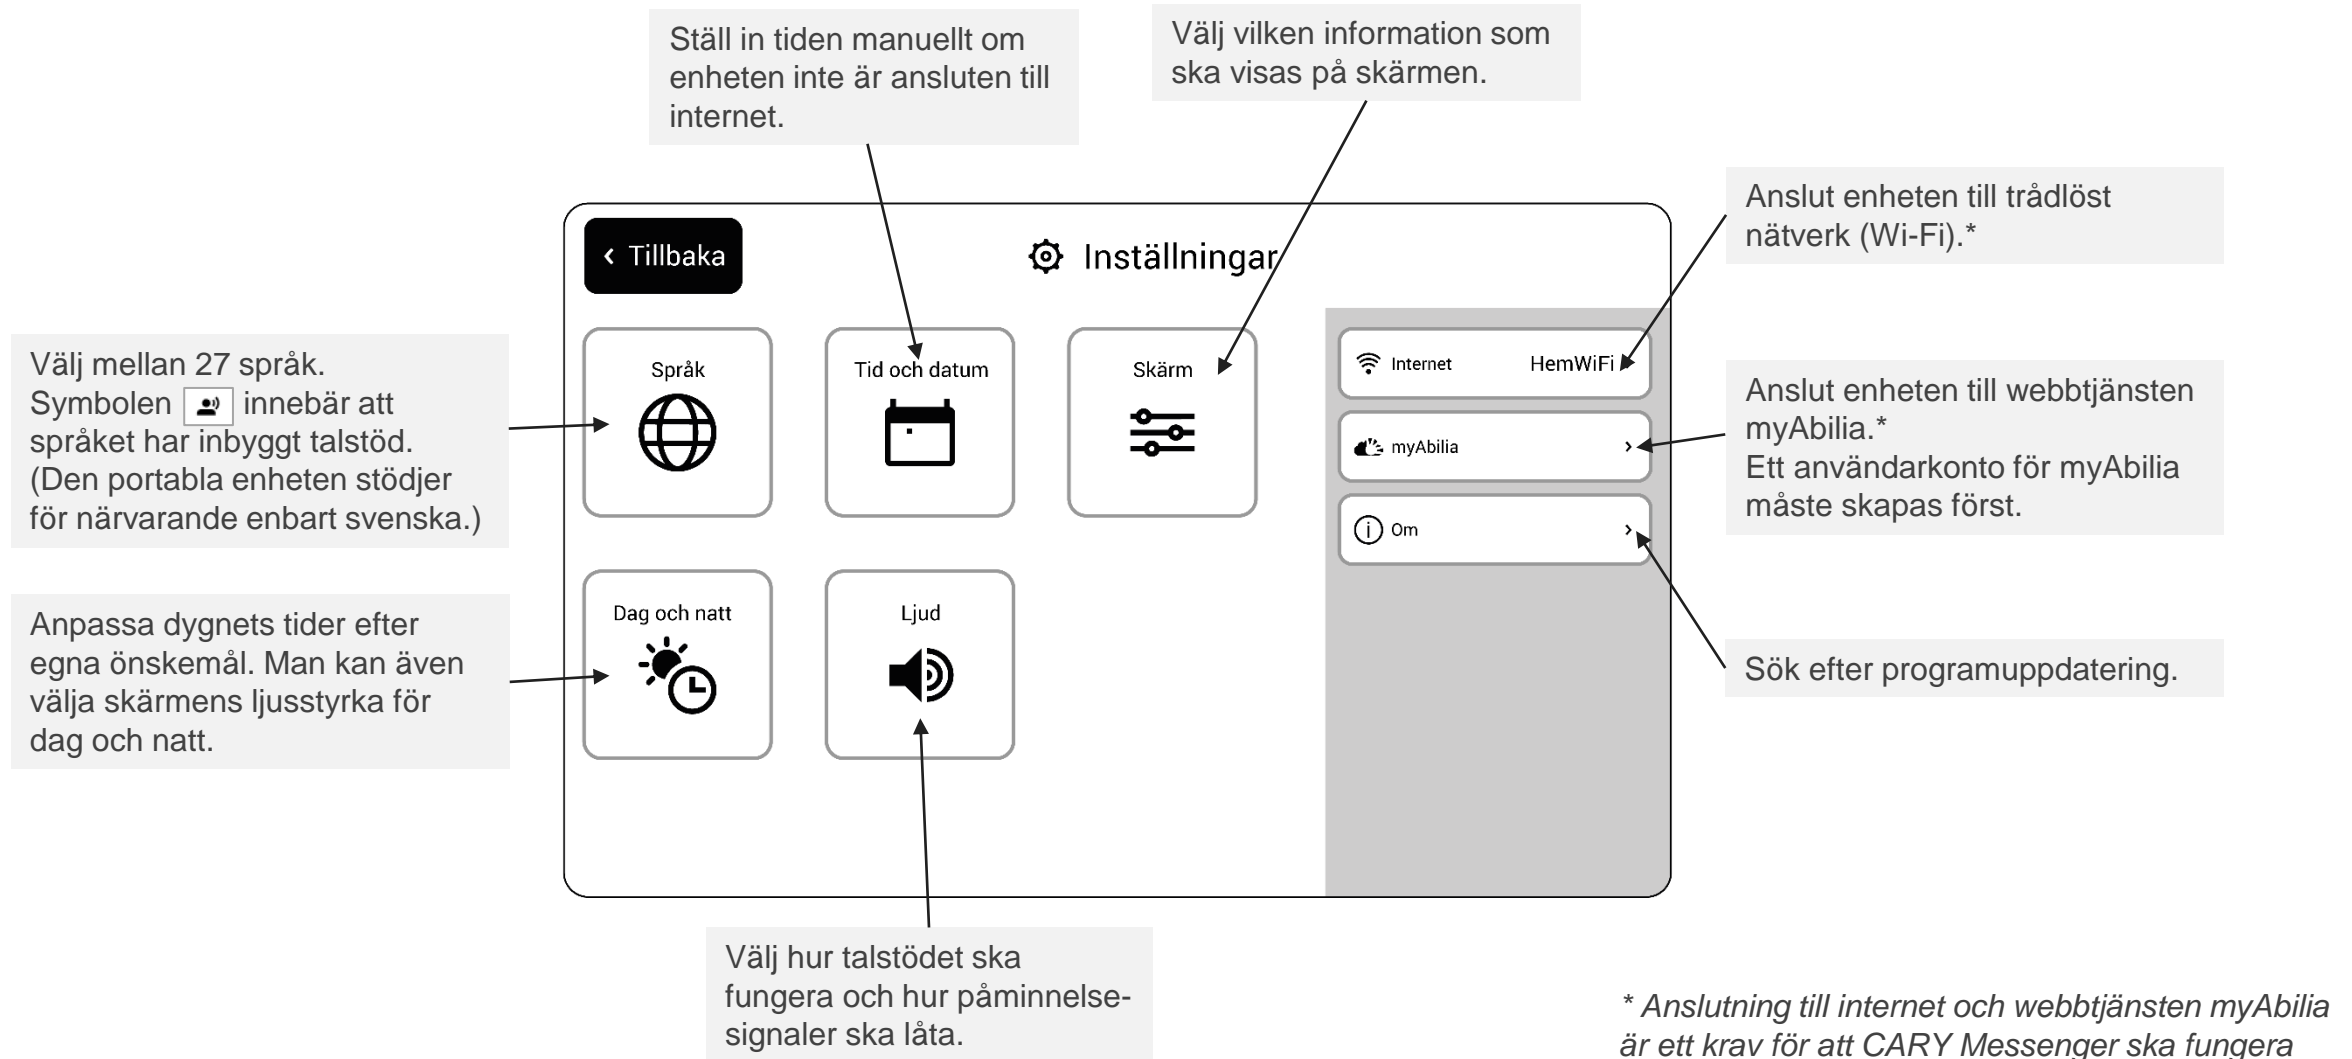 Ställ in tiden manuellt om
enheten inte är ansluten till
internet.
Välj vilken information som
ska visas på skärmen.
Anslut enheten till trådlöst
nätverk (Wi-Fi).*
‹ Tillbaka
Inställningar
Välj mellan 27 språk.
Symbolen innebär att
språket har inbyggt talstöd.
(Den portabla enheten stödjer
för närvarande enbart svenska.)
Språk
Tid och datum
Skärm
Internet HemWiFi
myAbilia ›
Om ›
Anslut enheten till webbtjänsten
myAbilia.*
Ett användarkonto för myAbilia
måste skapas först.
Anpassa dygnets tider efter
egna önskemål. Man kan även
välja skärmens ljusstyrka för
dag och natt.
Dag och natt
Ljud
Sök efter programuppdatering.
Välj hur talstödet ska
fungera och hur påminnelse-
signaler ska låta.
* Anslutning till internet och webbtjänsten myAbilia
är ett krav för att CARY Messenger ska fungera